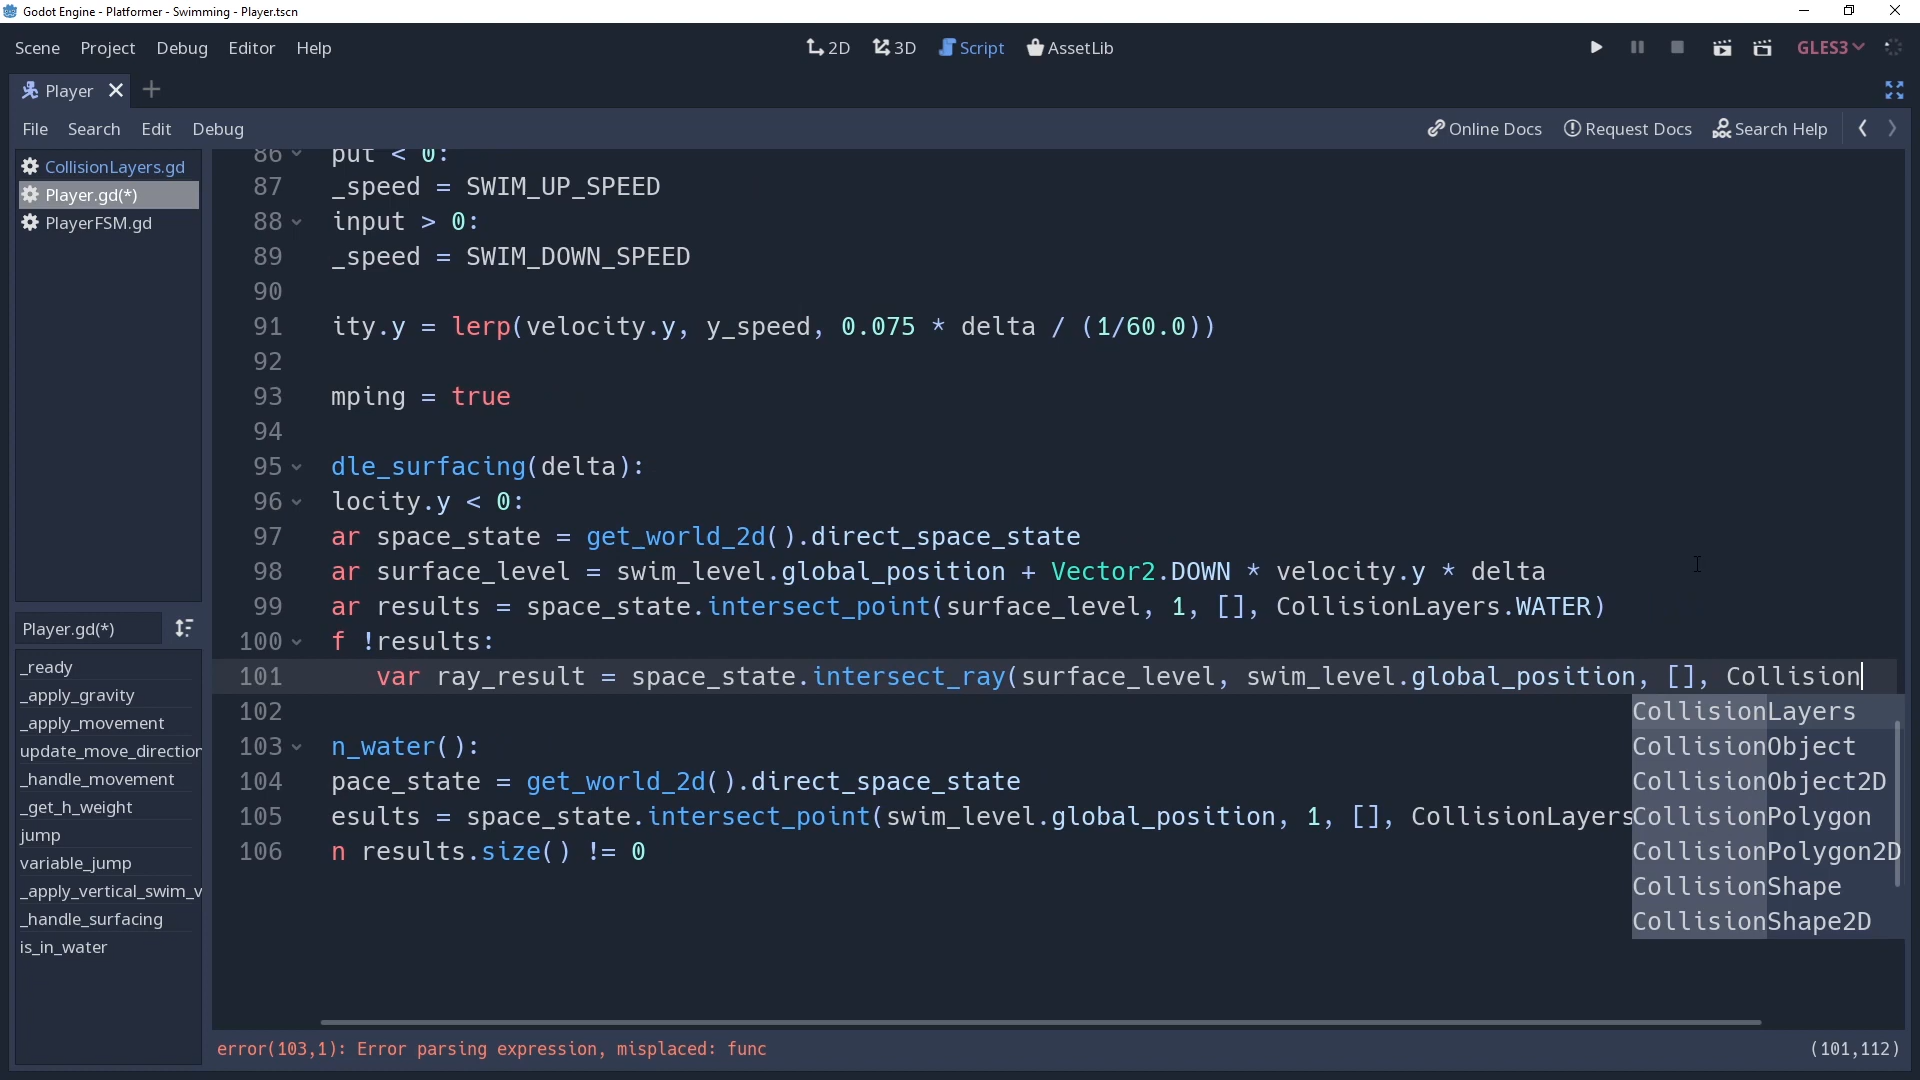 Godot Engine - Platformer - Swimming - Player.tscn
Scene Project Debug Editor Help
2D 3D Script AssetLib
GLES3
Player
File Search Edit Debug
Online Docs Request Docs Search Help
CollisionLayers.gd
Player.gd(*)
PlayerFSM.gd
Player.gd(*)
_ready
_apply_gravity
_apply_movement
update_move_direction
_handle_movement
_get_h_weight
jump
variable_jump
_apply_vertical_swim_v
_handle_surfacing
is_in_water
86 put < 0:
87 _speed = SWIM_UP_SPEED
88 input > 0:
89 _speed = SWIM_DOWN_SPEED
90
91 ity.y = lerp(velocity.y, y_speed, 0.075 * delta / (1/60.0))
92
93 mping = true
94
95 dle_surfacing(delta):
96 locity.y < 0:
97 ar space_state = get_world_2d().direct_space_state
98 ar surface_level = swim_level.global_position + Vector2.DOWN * velocity.y * delta
99 ar results = space_state.intersect_point(surface_level, 1, [], CollisionLayers.WATER)
100 f !results:
101 var ray_result = space_state.intersect_ray(surface_level, swim_level.global_position, [], Collision
102
103 n_water():
104 pace_state = get_world_2d().direct_space_state
105 esults = space_state.intersect_point(swim_level.global_position, 1, [], CollisionLayers
106 n results.size() != 0
CollisionLayers
CollisionObject
CollisionObject2D
CollisionPolygon
CollisionPolygon2D
CollisionShape
CollisionShape2D
error(103,1): Error parsing expression, misplaced: func
(101,112)